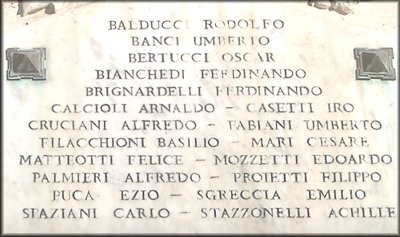 BALDUCCI RODOLFO
BANCI UMBERTO
BERTUCCI OSCAR
BIANCHEDI FERDINANDO
BRIGNARDELLI FERDINANDO
CALCIOLI ARNALDO – CASETTI IRO
CRUCIANI ALFREDO – FABIANI UMBERTO
FILACCHIONI BASILIO – MARI CESARE
MATTEOTTI FELICE – MOZZETTI EDOARDO
PALMIERI ALFREDO – PROIETTI FILIPPO
PUCA EZIO – SGRECCIA EMILIO
SPAZIANI CARLO – STAZZONELLI ACHILLE